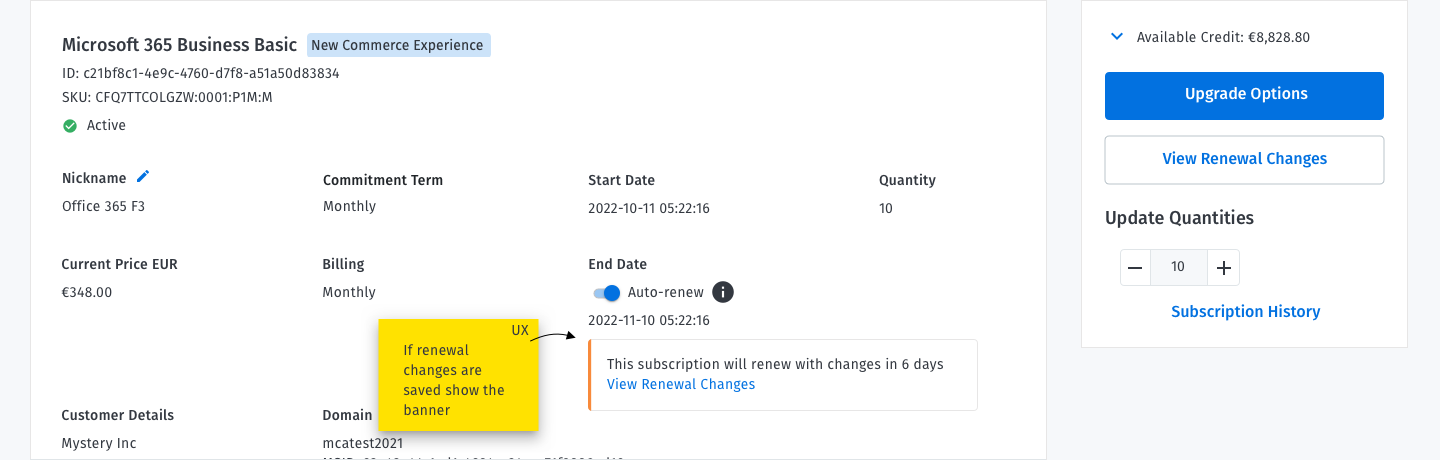 Microsoft 365 Business Basic New Commerce Experience
ID: c21bf8c1-4e9c-4760-d7f8-a51a50d83834
SKU: CFQ7TTCOLGZW:0001:P1M:M
Active
Nickname
Office 365 F3
Commitment Term
Monthly
Start Date
2022-10-11 05:22:16
Quantity
10
Current Price EUR
€348.00
Billing
Monthly
End Date
Auto-renew
2022-11-10 05:22:16
UX
If renewal
changes are
saved show the
banner
This subscription will renew with changes in 6 days
View Renewal Changes
Customer Details
Mystery Inc
Domain
mcatest2021
Available Credit: €8,828.80
Upgrade Options
View Renewal Changes
Update Quantities
10
Subscription History